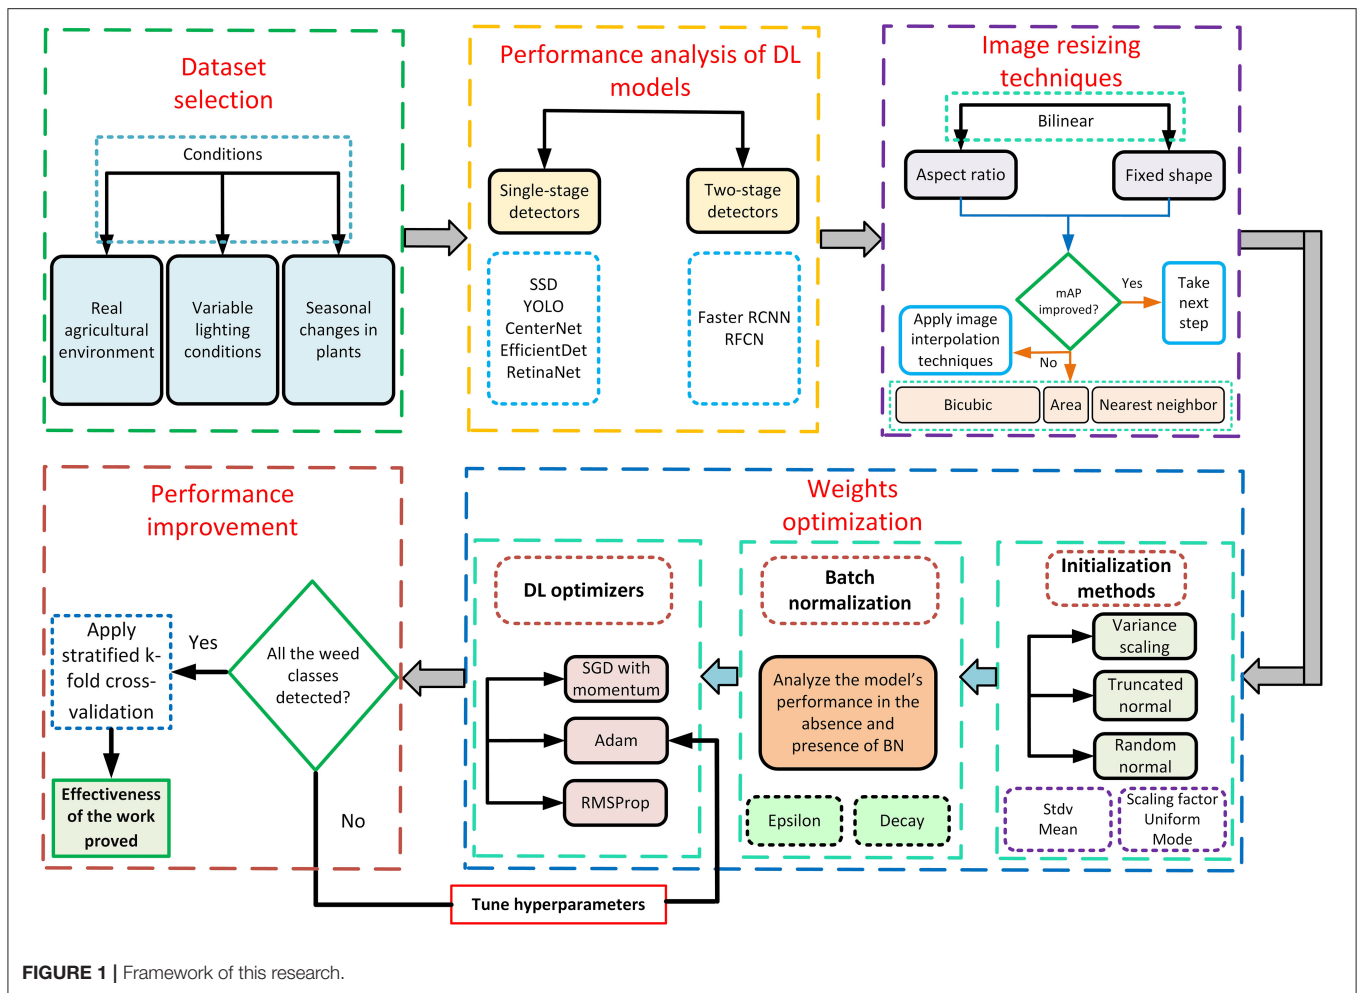 Dataset
selection
Conditions
Real
agricultural
environment
Variable
lighting
conditions
Seasonal
changes in
plants
Performance analysis of DL
models
Single-stage
detectors
Two-stage
detectors
SSD
YOLO
CenterNet
EfficientDet
RetinaNet
Faster RCNN
RFCN
Image resizing
techniques
Bilinear
Aspect ratio
Fixed shape
mAP
improved?
Yes
Take
next
step
No
Apply image
interpolation
techniques
Bicubic
Area
Nearest neighbor
Weights
optimization
Initialization
methods
Variance
scaling
Truncated
normal
Random
normal
Stdv
Mean
Scaling factor
Uniform
Mode
Batch
normalization
Analyze the model's
performance in the
absence and
presence of BN
Epsilon
Decay
DL optimizers
SGD with
momentum
Adam
RMSProp
Performance
improvement
All the weed
classes
detected?
Yes
Apply
stratified k-
fold cross-
validation
Effectiveness
of the work
proved
No
Tune hyperparameters
FIGURE 1 | Framework of this research.